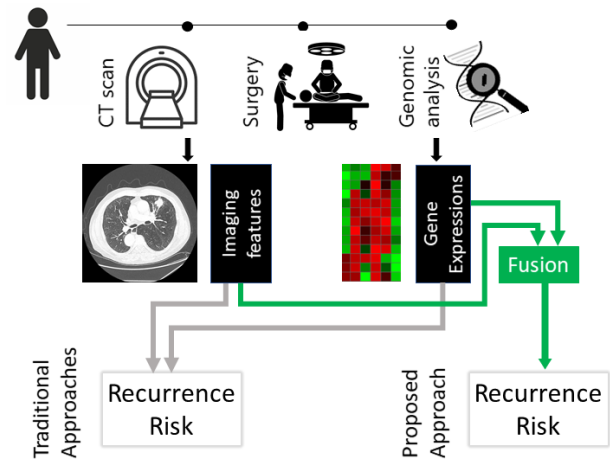 CT scan
Surgery
Genomic
analysis
Imaging
features
Gene
Expressions
Fusion
Traditional
Approaches
Recurrence
Risk
Proposed
Approach
Recurrence
Risk